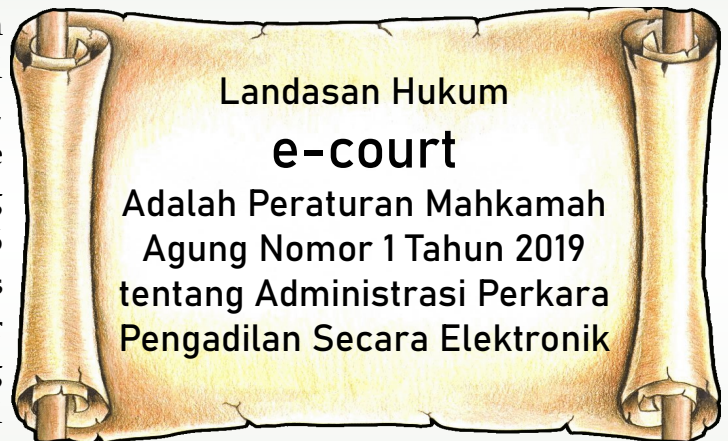 Landasan Hukum
e-court
Adalah Peraturan Mahkamah
Agung Nomor 1 Tahun 2019
tentang Administrasi Perkara
Pengadilan Secara Elektronik